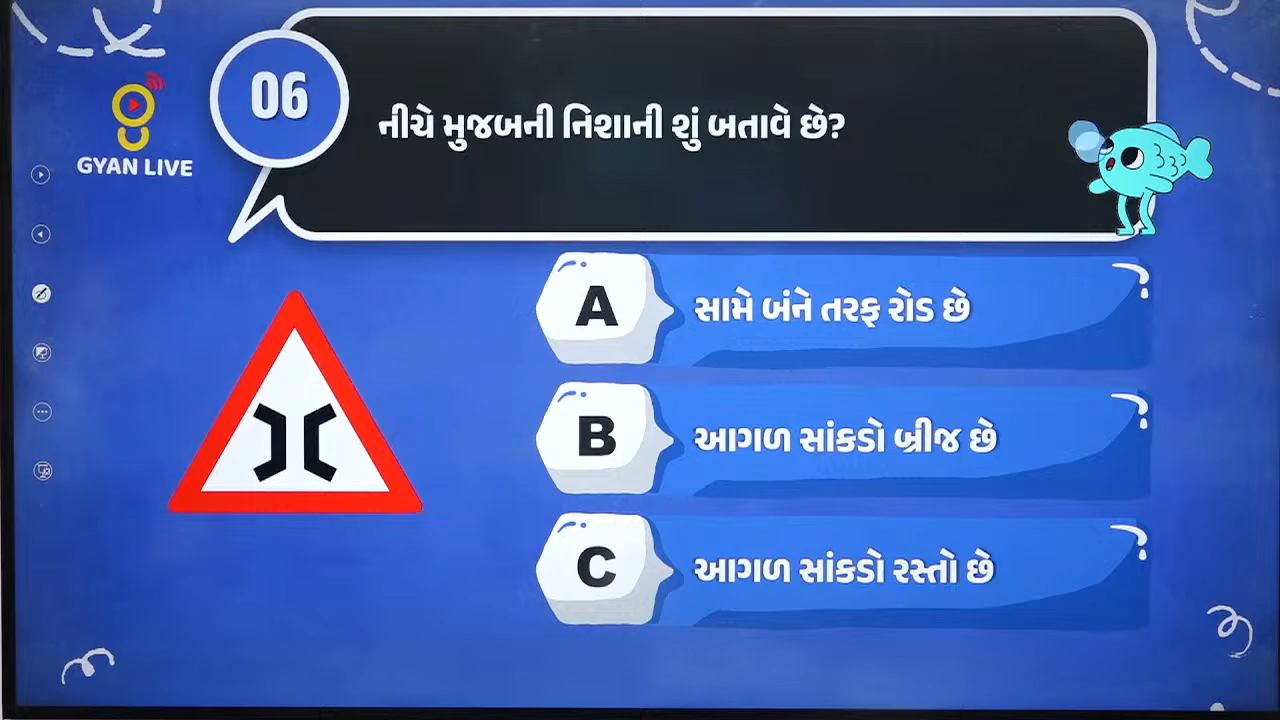 06
નીચે મુજબની નિશાની શું બતાવે છે?
GYAN LIVE
A
સામે બંને તરફ રોડ છે
B
આગળ સાંકડો બ્રીજ છે
C
આગળ સાંકડો રસ્તો છે